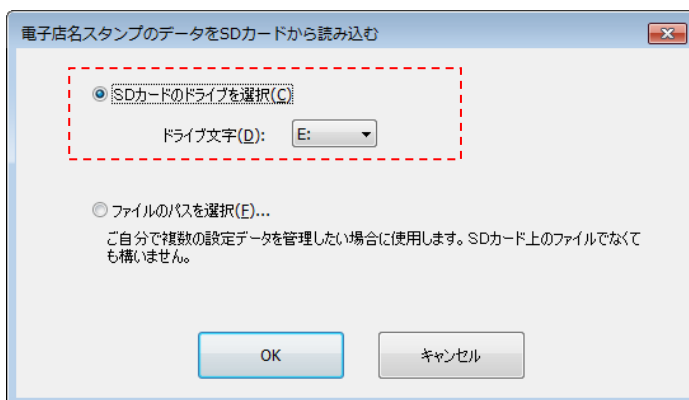 電子店名スタンプのデータをSDカードから読み込む
SDカードのドライブを選択(C)
ドライブ文字(D): E:
ファイルのパスを選択(F)...
ご自分で複数の設定データを管理したい場合に使用します。SDカード上のファイルでなくて
も構いません。
OK キャンセル